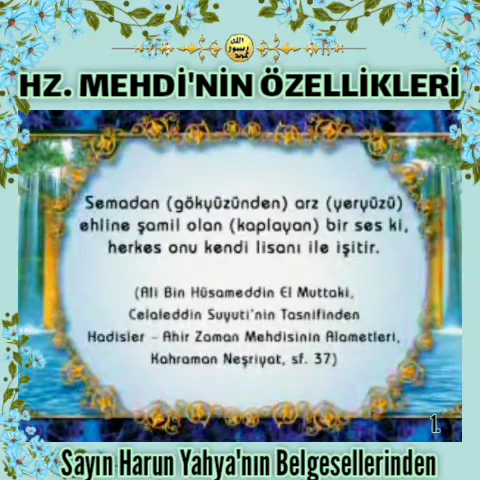 HZ. MEHDİ'NİN ÖZELLİKLERİ
Semadan (gökyüzünden) arz (yeryüzü)
ehline şamil olan (kaplayan) bir ses ki,
herkes onu kendi lisanı ile işitir.
(Ali Bin Hüsameddin El Muttaki,
Celaleddin Suyuti'nin Tasnifinden
Hadisler - Ahir Zaman Mehdisinin Alametleri,
Kahraman Neşriyat, sf. 37)
1.
Sayın Harun Yahya'nın Belgesellerinden